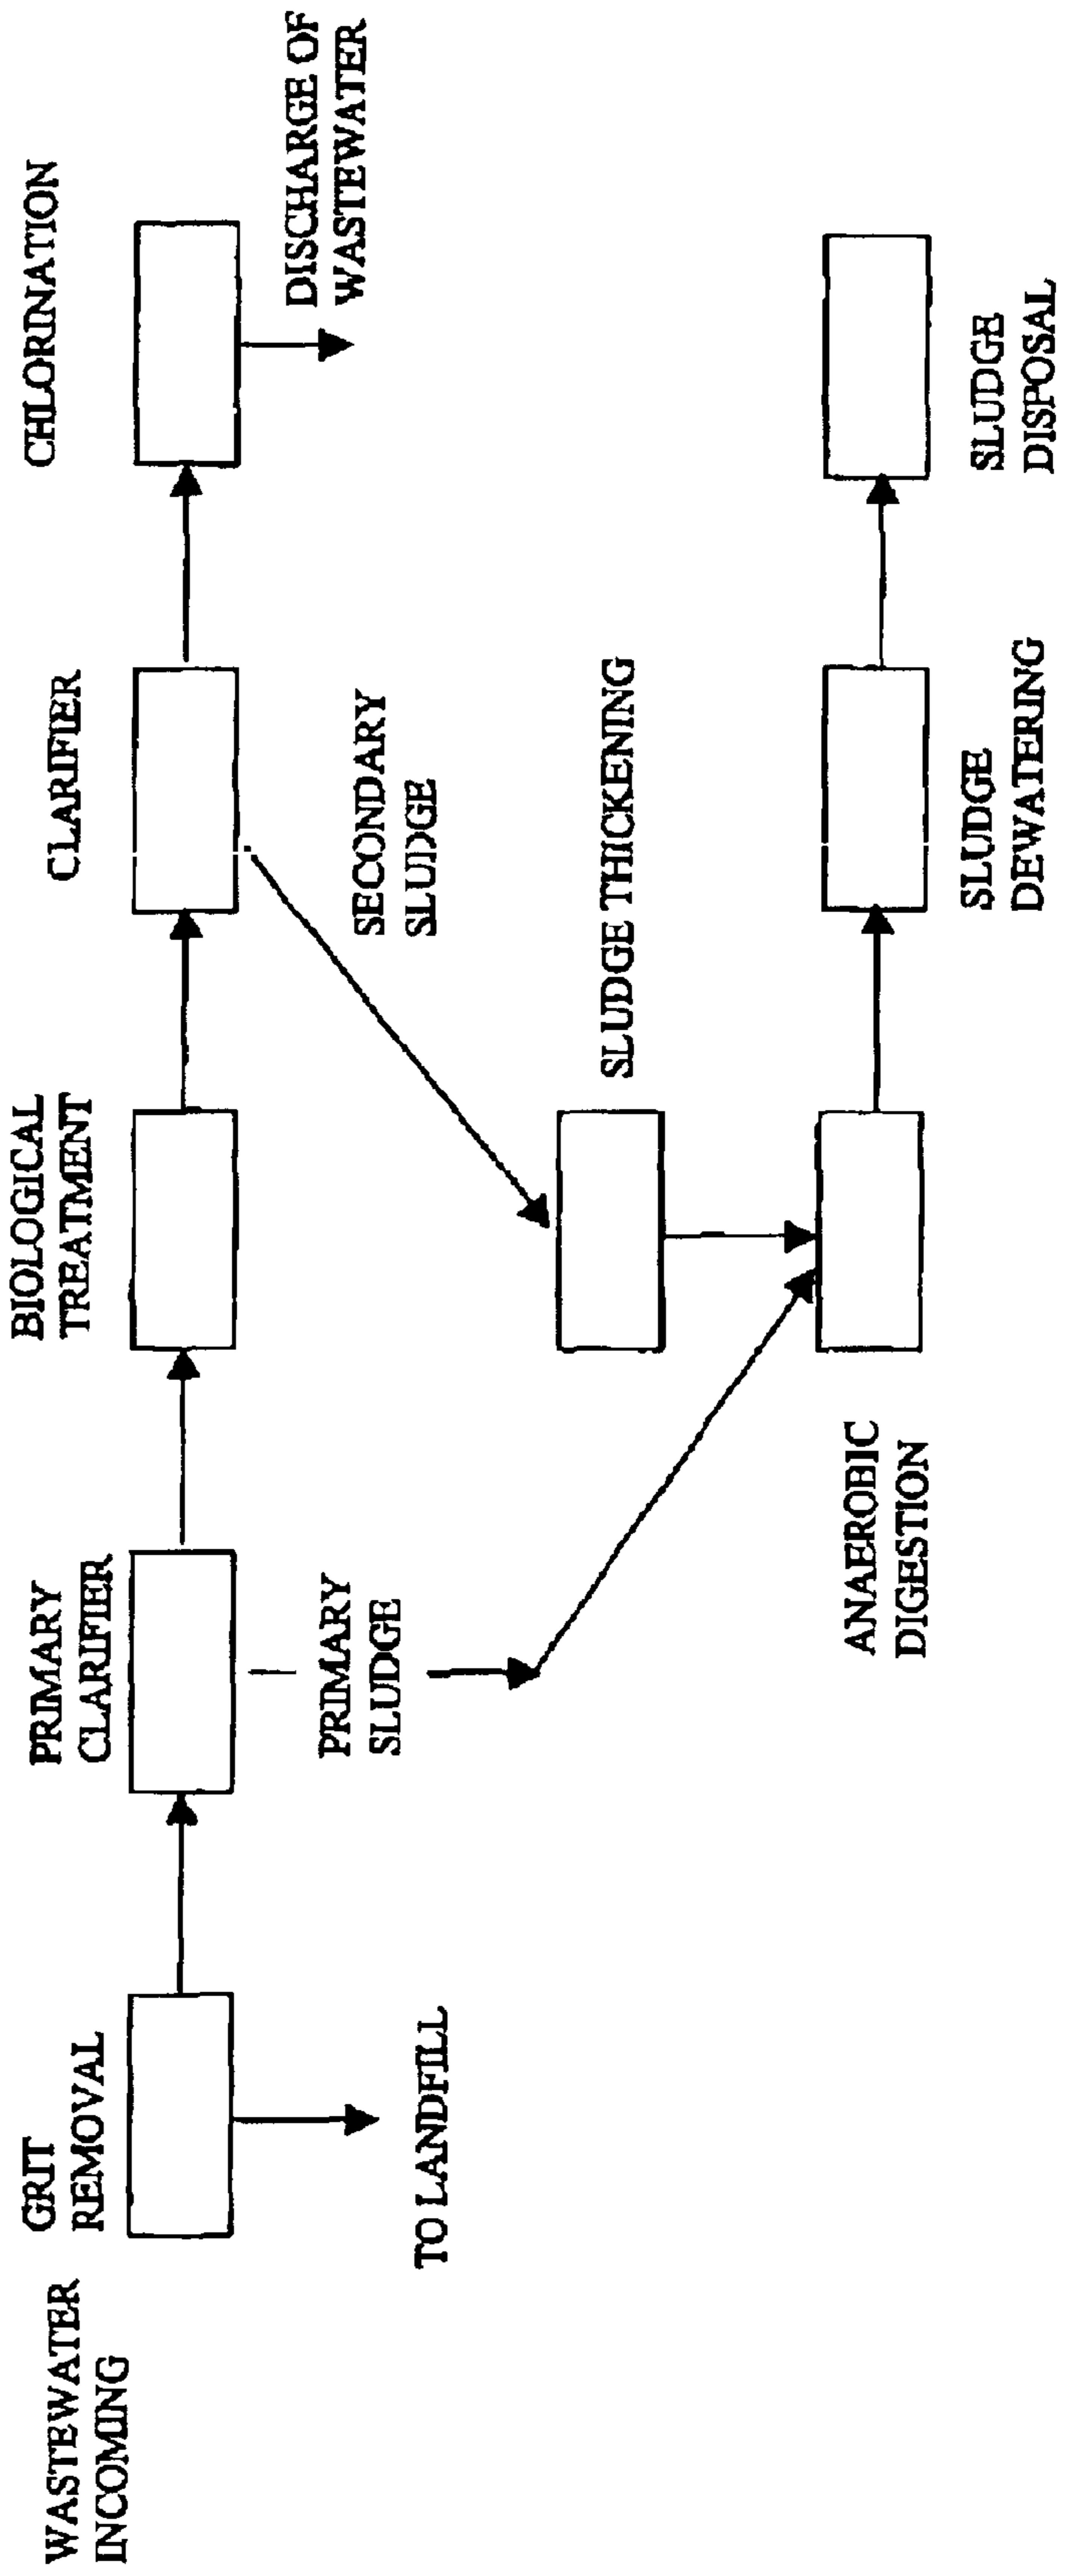 WASTEWATER
INCOMING
GRIT
REMOVAL
PRIMARY
CLARIFIER
BIOLOGICAL
TREATMENT
CLARIFIER
CHLORINATION
TO LANDFILL
PRIMARY
SLUDGE
SECONDARY
SLUDGE
DISCHARGE OF
WASTEWATER
SLUDGE THICKENING
ANAEROBIC
DIGESTION
SLUDGE
DEWATERING
SLUDGE
DISPOSAL